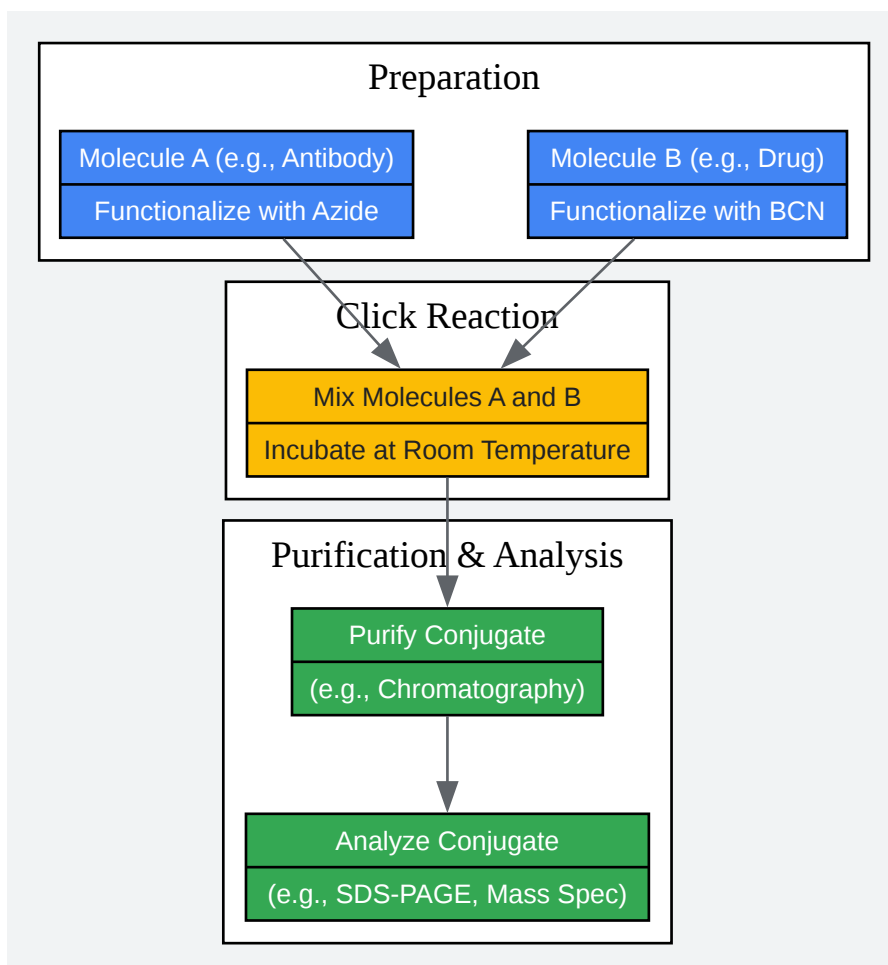 Preparation
Molecule A (e.g., Antibody)
Functionalize with Azide
Molecule B (e.g., Drug)
Functionalize with BCN
Click Reaction
Mix Molecules A and B
Incubate at Room Temperature
Purification & Analysis
Purify Conjugate
(e.g., Chromatography)
Analyze Conjugate
(e.g., SDS-PAGE, Mass Spec)